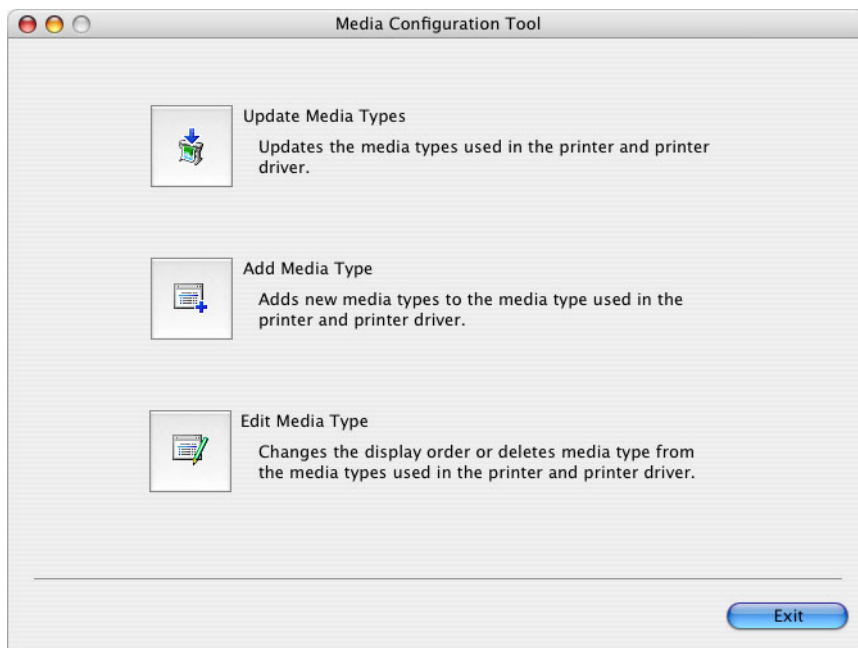 Media Configuration Tool
Update Media Types
Updates the media types used in the printer and printer
driver.
Add Media Type
Adds new media types to the media type used in the
printer and printer driver.
Edit Media Type
Changes the display order or deletes media type from
the media types used in the printer and printer driver.
Exit